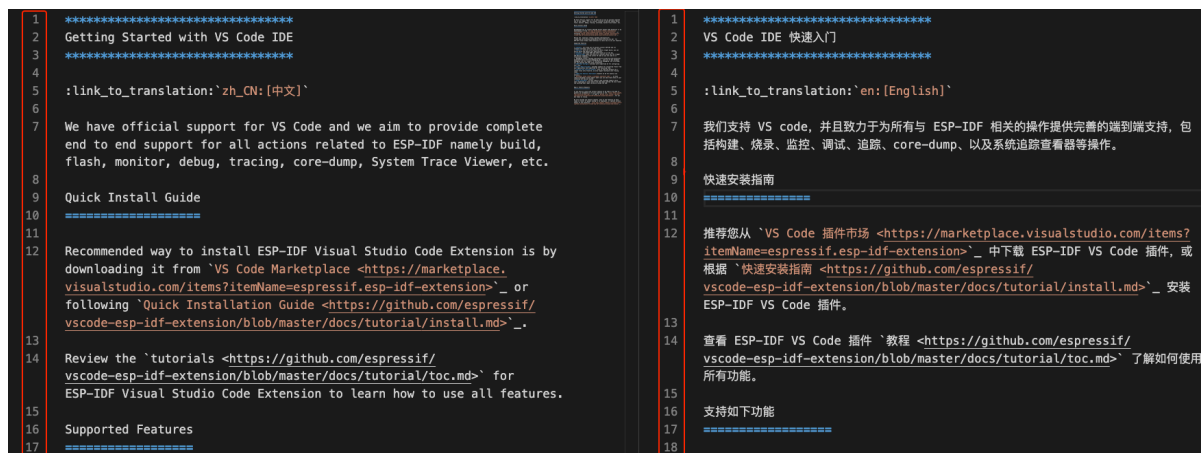 1 ********************************
2 Getting Started with VS Code IDE
3 ********************************
4
5 :link_to_translation:`zh_CN:[中文]`
6
7 We have official support for VS Code and we aim to provide complete
end to end support for all actions related to ESP-IDF namely build,
flash, monitor, debug, tracing, core-dump, System Trace Viewer, etc.
8
9 Quick Install Guide
10 ===================
11
12 Recommended way to install ESP-IDF Visual Studio Code Extension is by
downloading it from `VS Code Marketplace <https://marketplace.
visualstudio.com/items?itemName=espressif.esp-idf-extension>`_ or
following `Quick Installation Guide <https://github.com/espressif/
vscode-esp-idf-extension/blob/master/docs/tutorial/install.md>`_.
13
14 Review the `tutorials <https://github.com/espressif/
vscode-esp-idf-extension/blob/master/docs/tutorial/toc.md>` for
ESP-IDF Visual Studio Code Extension to learn how to use all features.
15
16 Supported Features
17 ==================
1 ********************************
2 VS Code IDE 快速入门
3 ********************************
4
5 :link_to_translation:`en:[English]`
6
7 我们支持 VS code，并且致力于为所有与 ESP-IDF 相关的操作提供完善的端到端支持，包
括构建、烧录、监控、调试、追踪、core-dump、以及系统追踪查看器等操作。
8
9 快速安装指南
10 ===============
11
12 推荐您从 `VS Code 插件市场 <https://marketplace.visualstudio.com/items?
itemName=espressif.esp-idf-extension>`_ 中下载 ESP-IDF VS Code 插件，或
根据 `快速安装指南 <https://github.com/espressif/
vscode-esp-idf-extension/blob/master/docs/tutorial/install.md>`_ 安装
ESP-IDF VS Code 插件。
13
14 查看 ESP-IDF VS Code 插件 `教程 <https://github.com/espressif/
vscode-esp-idf-extension/blob/master/docs/tutorial/toc.md>` 了解如何使用
所有功能。
15
16 支持如下功能
17 ==================
18